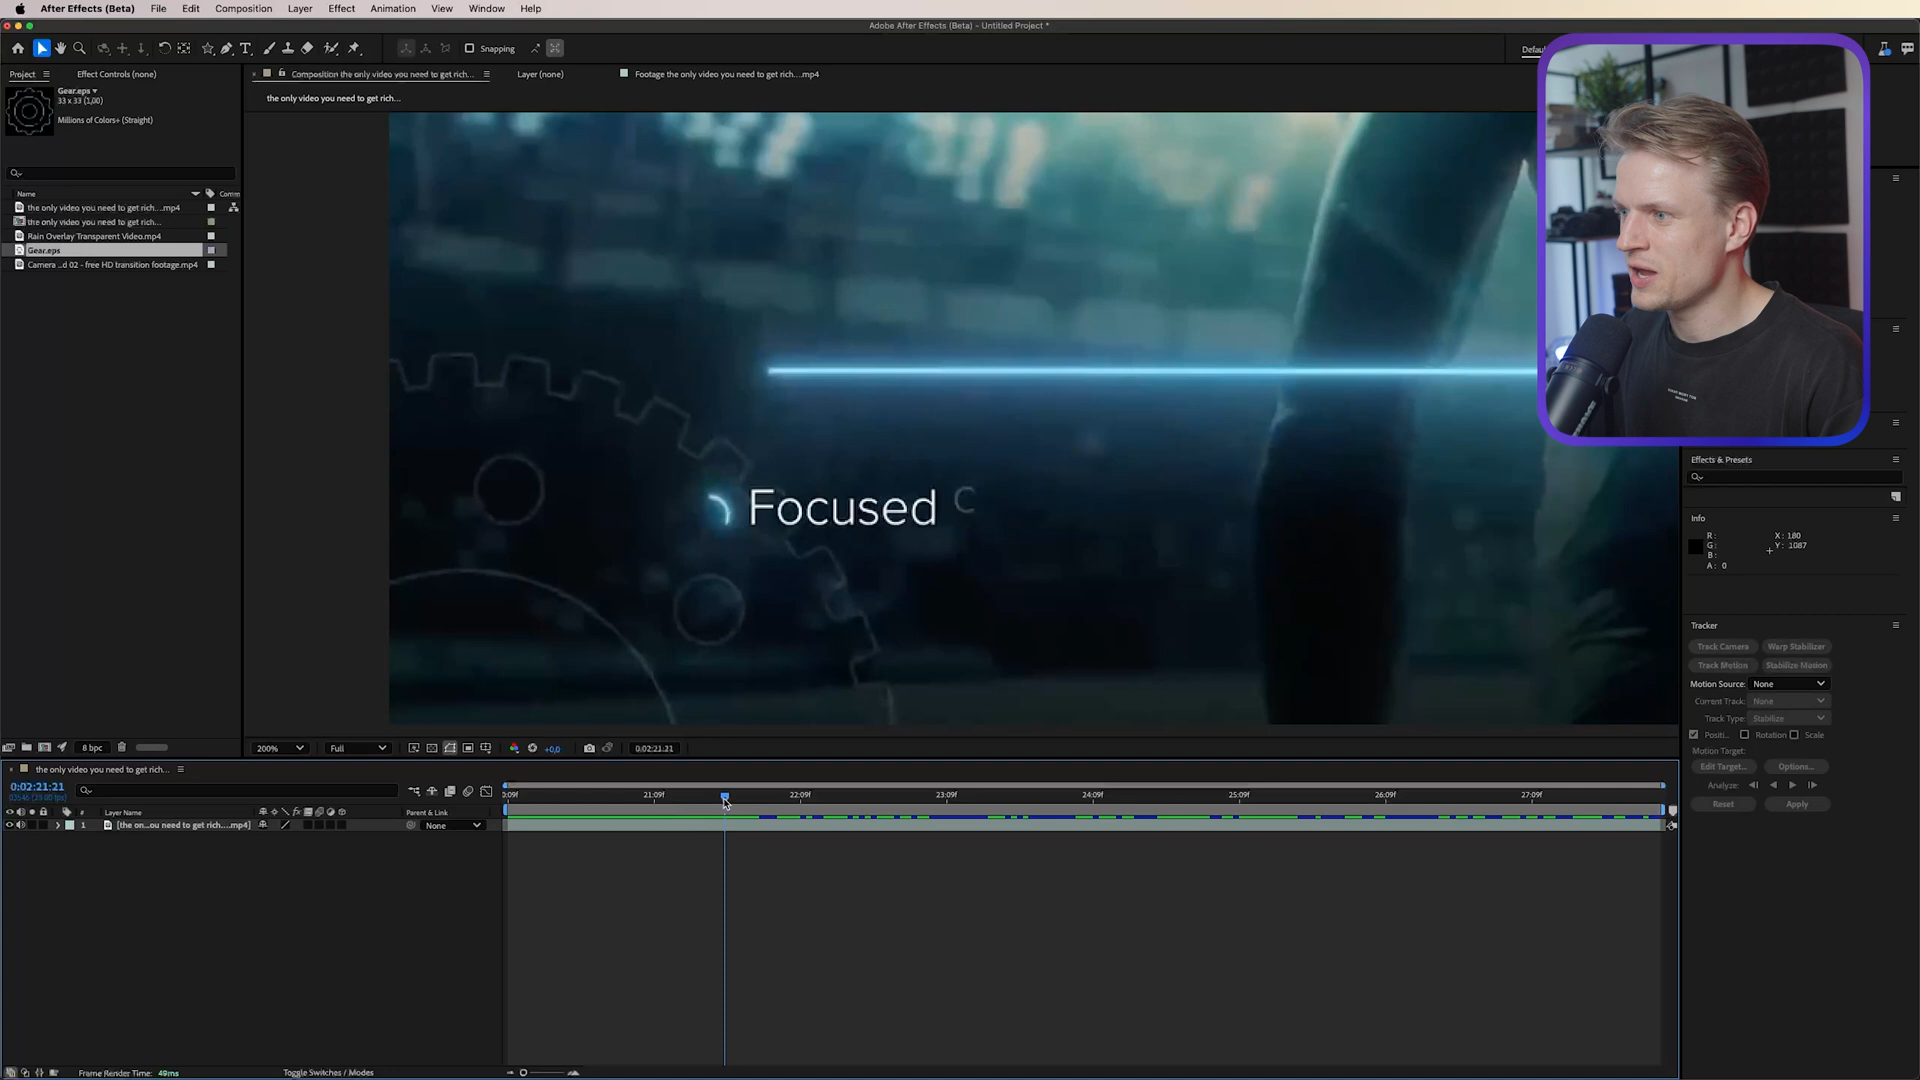 After Effects (Beta) File Edit Composition Layer Effect Animation View Window Help
Adobe After Effects (Beta) - Untitled Project *
Snapping
Project Effect Controls (none)
Composition the only video you need to get rich... Layer (none) Footage the only video you need to get rich....mp4
the only video you need to get rich...
Gear.eps
33 x 33 (1,00)
Millions of Colors+ (Straight)
Name Comm
the only video you need to get rich....mp4
the only video you need to get rich...
Rain Overlay Transparent Video.mp4
Gear.eps
Camera ...d 02 - free HD transition footage.mp4
Focused C
Effects & Presets
Info
R: X: 180
G: Y: 1087
B:
A: 0
Tracker
Track Camera Warp Stabilizer
Track Motion Stabilize Motion
Motion Source: None
Current Track: None
Track Type: Stabilize
Positi... Rotation Scale
Motion Target:
Edit Target... Options...
Analyze:
Reset Apply
8 bpc
200% Full +0,0 0:02:21:21
the only video you need to get rich...
0:02:21:21
0:09f 21:09f 22:09f 23:09f 24:09f 25:09f 26:09f 27:09f
# Layer Name Parent & Link
1 [the on...ou need to get rich....mp4] None
Frame Render Time: 49ms Toggle Switches / Modes